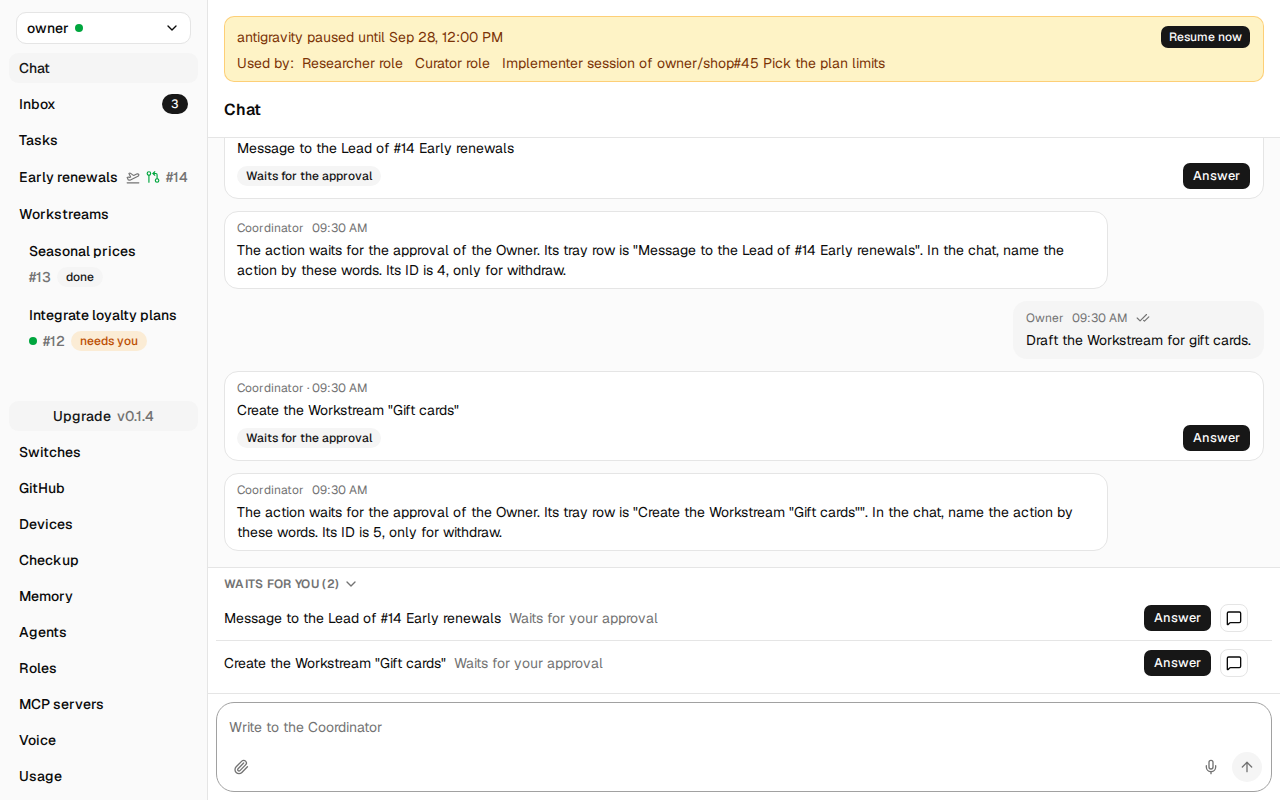 owner
Chat
Inbox 3
Tasks
Early renewals #14
Workstreams
Seasonal prices
#13 done
Integrate loyalty plans
#12 needs you
Upgrade v0.1.4
Switches
GitHub
Devices
Checkup
Memory
Agents
Roles
MCP servers
Voice
Usage
antigravity paused until Sep 28, 12:00 PM
Resume now
Used by: Researcher role Curator role Implementer session of owner/shop#45 Pick the plan limits
Chat
Message to the Lead of #14 Early renewals
Waits for the approval
Answer
Coordinator 09:30 AM
The action waits for the approval of the Owner. Its tray row is "Message to the Lead of #14 Early renewals". In the chat, name the
action by these words. Its ID is 4, only for withdraw.
Owner 09:30 AM
Draft the Workstream for gift cards.
Coordinator · 09:30 AM
Create the Workstream "Gift cards"
Waits for the approval
Answer
Coordinator 09:30 AM
The action waits for the approval of the Owner. Its tray row is "Create the Workstream "Gift cards"". In the chat, name the action by
these words. Its ID is 5, only for withdraw.
WAITS FOR YOU (2)
Message to the Lead of #14 Early renewals Waits for your approval
Answer
Create the Workstream "Gift cards" Waits for your approval
Answer
Write to the Coordinator